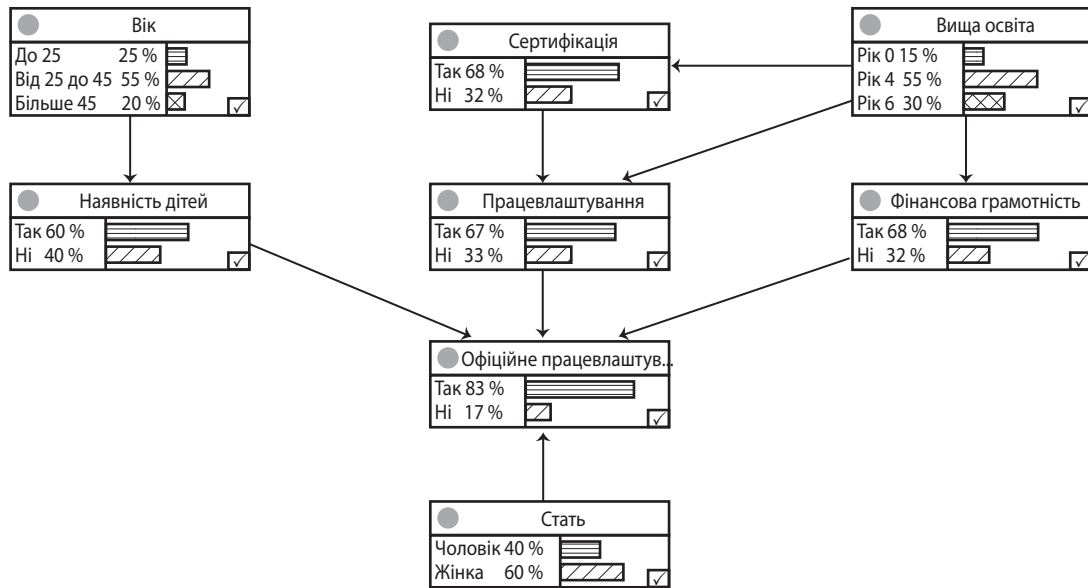 Вік
До 25 25 %
Від 25 до 45 55 %
Більше 45 20 %
Сертифікація
Так 68 %
Ні 32 %
Вища освіта
Рік 0 15 %
Рік 4 55 %
Рік 6 30 %
Наявність дітей
Так 60 %
Ні 40 %
Працевлаштування
Так 67 %
Ні 33 %
Фінансова грамотність
Так 68 %
Ні 32 %
Офіційне працевлаштув...
Так 83 %
Ні 17 %
Стать
Чоловік 40 %
Жінка 60 %